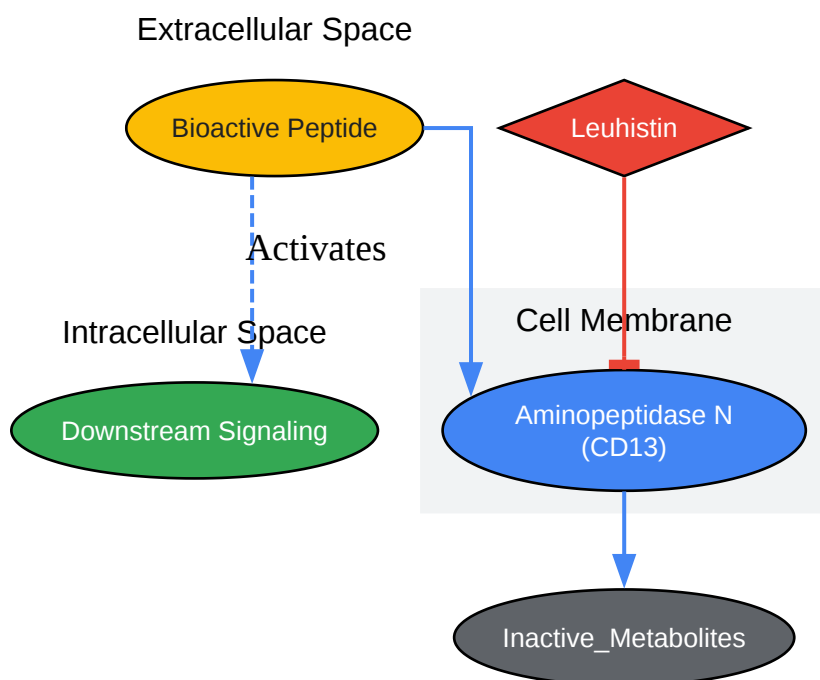 Extracellular Space
Bioactive Peptide
Leuhistin
Activates
Intracellular Space
Cell Membrane
Downstream Signaling
Aminopeptidase N
(CD13)
Inactive_Metabolites